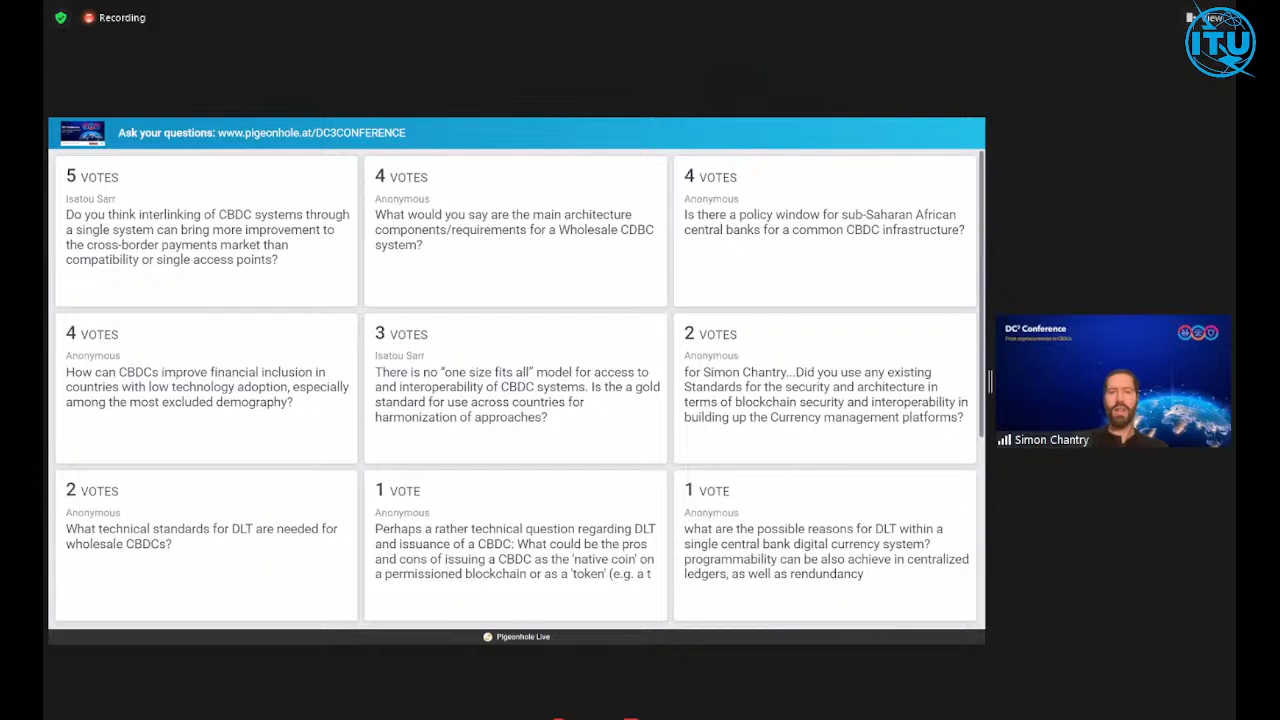 Recording
View
ITU
Ask your questions: www.pigeonhole.at/DC3CONFERENCE
5 VOTES
Isatou Sarr
Do you think interlinking of CBDC systems through
a single system can bring more improvement to
the cross-border payments market than
compatibility or single access points?
4 VOTES
Anonymous
What would you say are the main architecture
components/requirements for a Wholesale CDBC
system?
4 VOTES
Anonymous
Is there a policy window for sub-Saharan African
central banks for a common CBDC infrastructure?
4 VOTES
Anonymous
How can CBDCs improve financial inclusion in
countries with low technology adoption, especially
among the most excluded demography?
3 VOTES
Isatou Sarr
There is no “one size fits all” model for access to
and interoperability of CBDC systems. Is the a gold
standard for use across countries for
harmonization of approaches?
2 VOTES
Anonymous
for Simon Chantry...Did you use any existing
Standards for the security and architecture in
terms of blockchain security and interoperability in
building up the Currency management platforms?
2 VOTES
Anonymous
What technical standards for DLT are needed for
wholesale CBDCs?
1 VOTE
Anonymous
Perhaps a rather technical question regarding DLT
and issuance of a CBDC: What could be the pros
and cons of issuing a CBDC as the 'native coin' on
a permissioned blockchain or as a 'token' (e.g. a t
1 VOTE
Anonymous
what are the possible reasons for DLT within a
single central bank digital currency system?
programmability can be also achieve in centralized
ledgers, as well as rendundancy
Pigeonhole Live
DC³ Conference
From cryptocurrencies to CBDCs
Simon Chantry